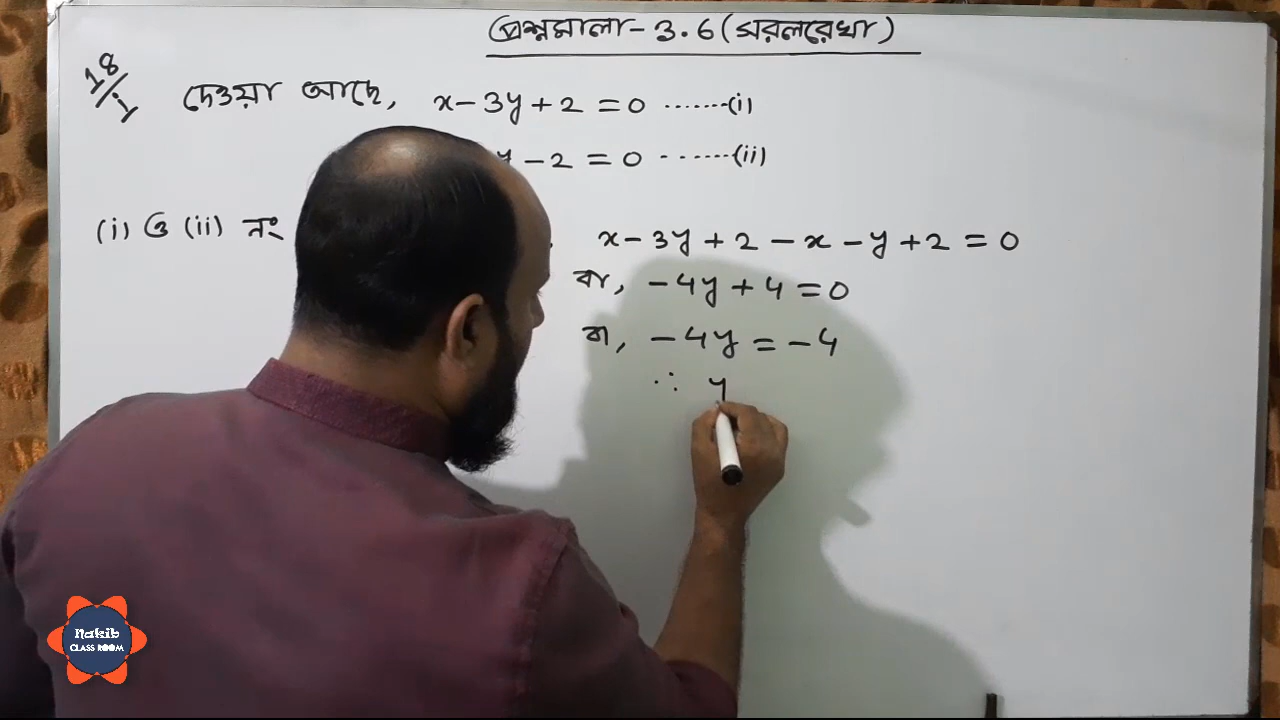 প্রশ্নমালা-3.6 (সরলরেখা)
18/i
দেওয়া আছে, x-3y+2=0 .......(i)
y-2=0 ......(ii)
(i) ও (ii) নং
x-3y+2-x-y+2=0
বা, -4y+4=0
বা, -4y=-4
∴ y
Nakib
CLASS ROOM